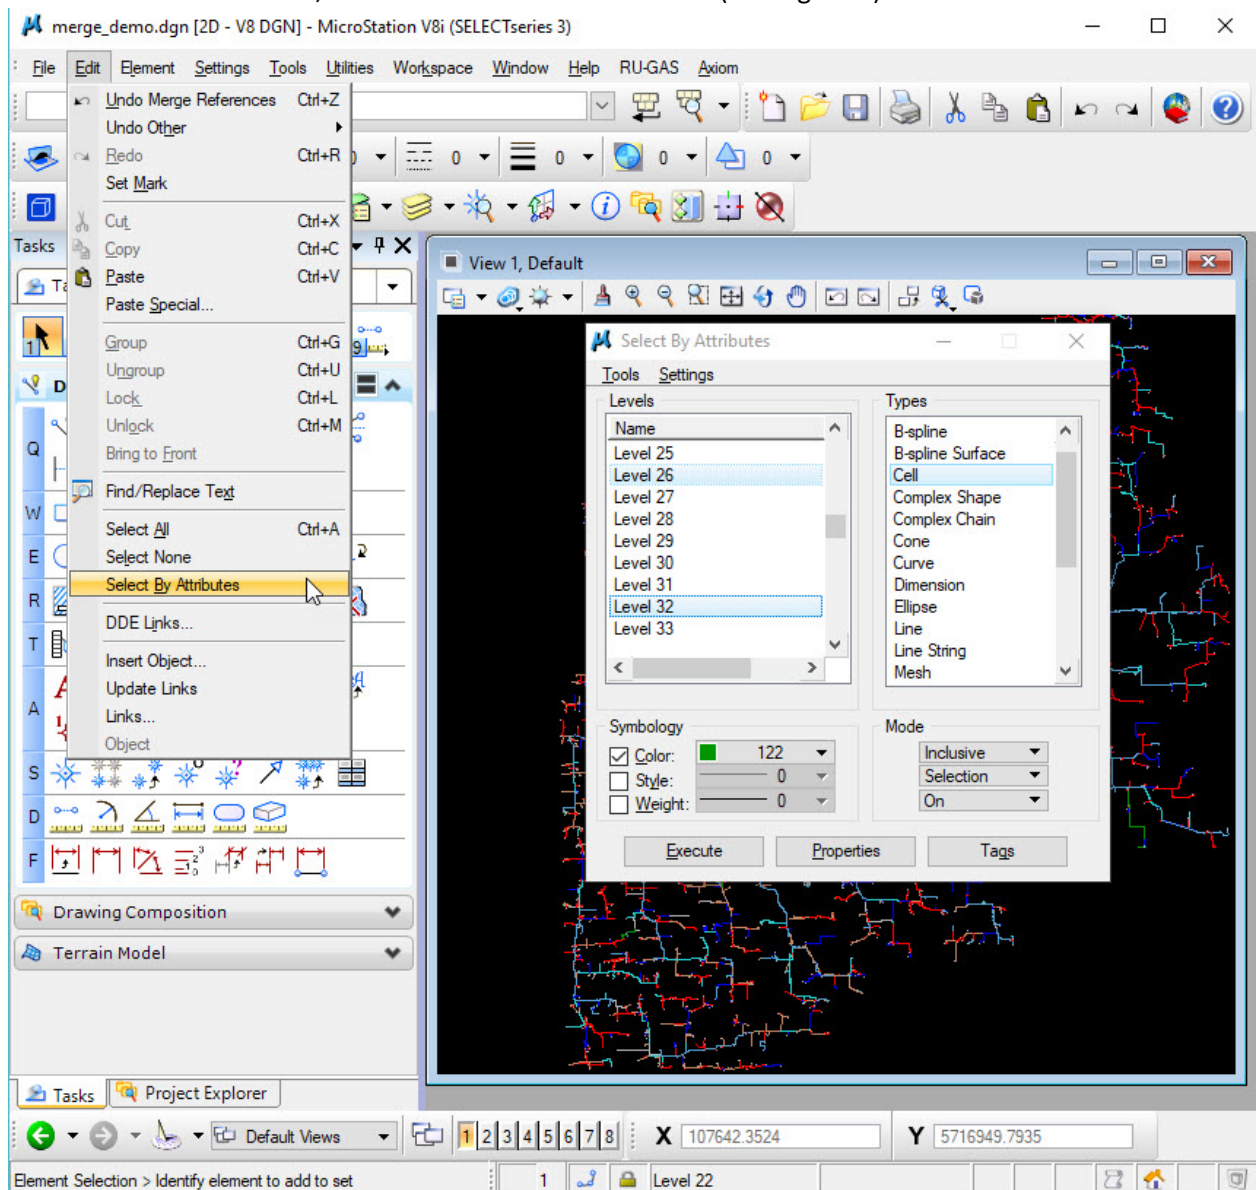 merge_demo.dgn [2D - V8 DGN] - MicroStation V8i (SELECTseries 3)
File Edit Element Settings Tools Utilities Workspace Window Help RU-GAS Axiom
Undo Merge References Ctrl+Z
Undo Other
Redo Ctrl+R
Set Mark
Cut Ctrl+X
Copy Ctrl+C
Paste Ctrl+V
Paste Special...
Group Ctrl+G
Ungroup Ctrl+U
Lock Ctrl+L
Unlock Ctrl+M
Bring to Front
Find/Replace Text
Select All Ctrl+A
Select None
Select By Attributes
DDE Links...
Insert Object...
Update Links
Links...
Object
0 0 0 0
Tasks
1
9
D
Q
W
E
R
T
A
S
D
F
Drawing Composition
Terrain Model
Tasks Project Explorer
View 1, Default
Select By Attributes
Tools Settings
Levels
Name
Level 25
Level 26
Level 27
Level 28
Level 29
Level 30
Level 31
Level 32
Level 33
Types
B-spline
B-spline Surface
Cell
Complex Shape
Complex Chain
Cone
Curve
Dimension
Ellipse
Line
Line String
Mesh
Symbology
Color: 122
Style: 0
Weight: 0
Mode
Inclusive
Selection
On
Execute Properties Tags
Default Views 1 2 3 4 5 6 7 8 X 107642.3524 Y 5716949.7935
Element Selection > Identify element to add to set 1 Level 22